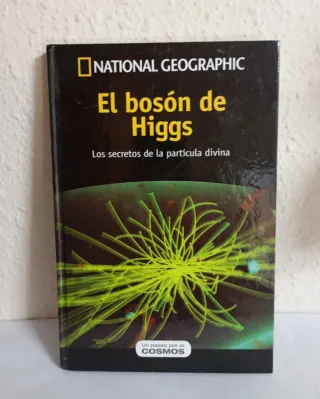 NATIONAL GEOGRAPHIC
El bosón de
Higgs
Los secretos de la partícula divina
Un paseo por el
COSMOS